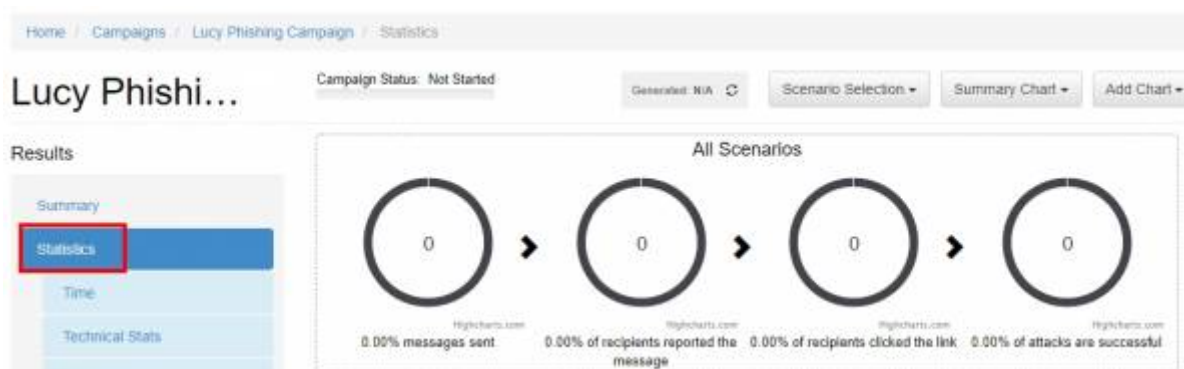 Home / Campaigns / Lucy Phishing Campaign / Statistics
Lucy Phishi...
Campaign Status: Not Started
Generated: N/A
Scenario Selection
Summary Chart
Add Chart
Results
Summary
Statistics
Time
Technical Stats
All Scenarios
0
0
0
0
Highcharts.com
Highcharts.com
Highcharts.com
Highcharts.com
0.00% messages sent
0.00% of recipients reported the
message
0.00% of recipients clicked the link
0.00% of attacks are successful